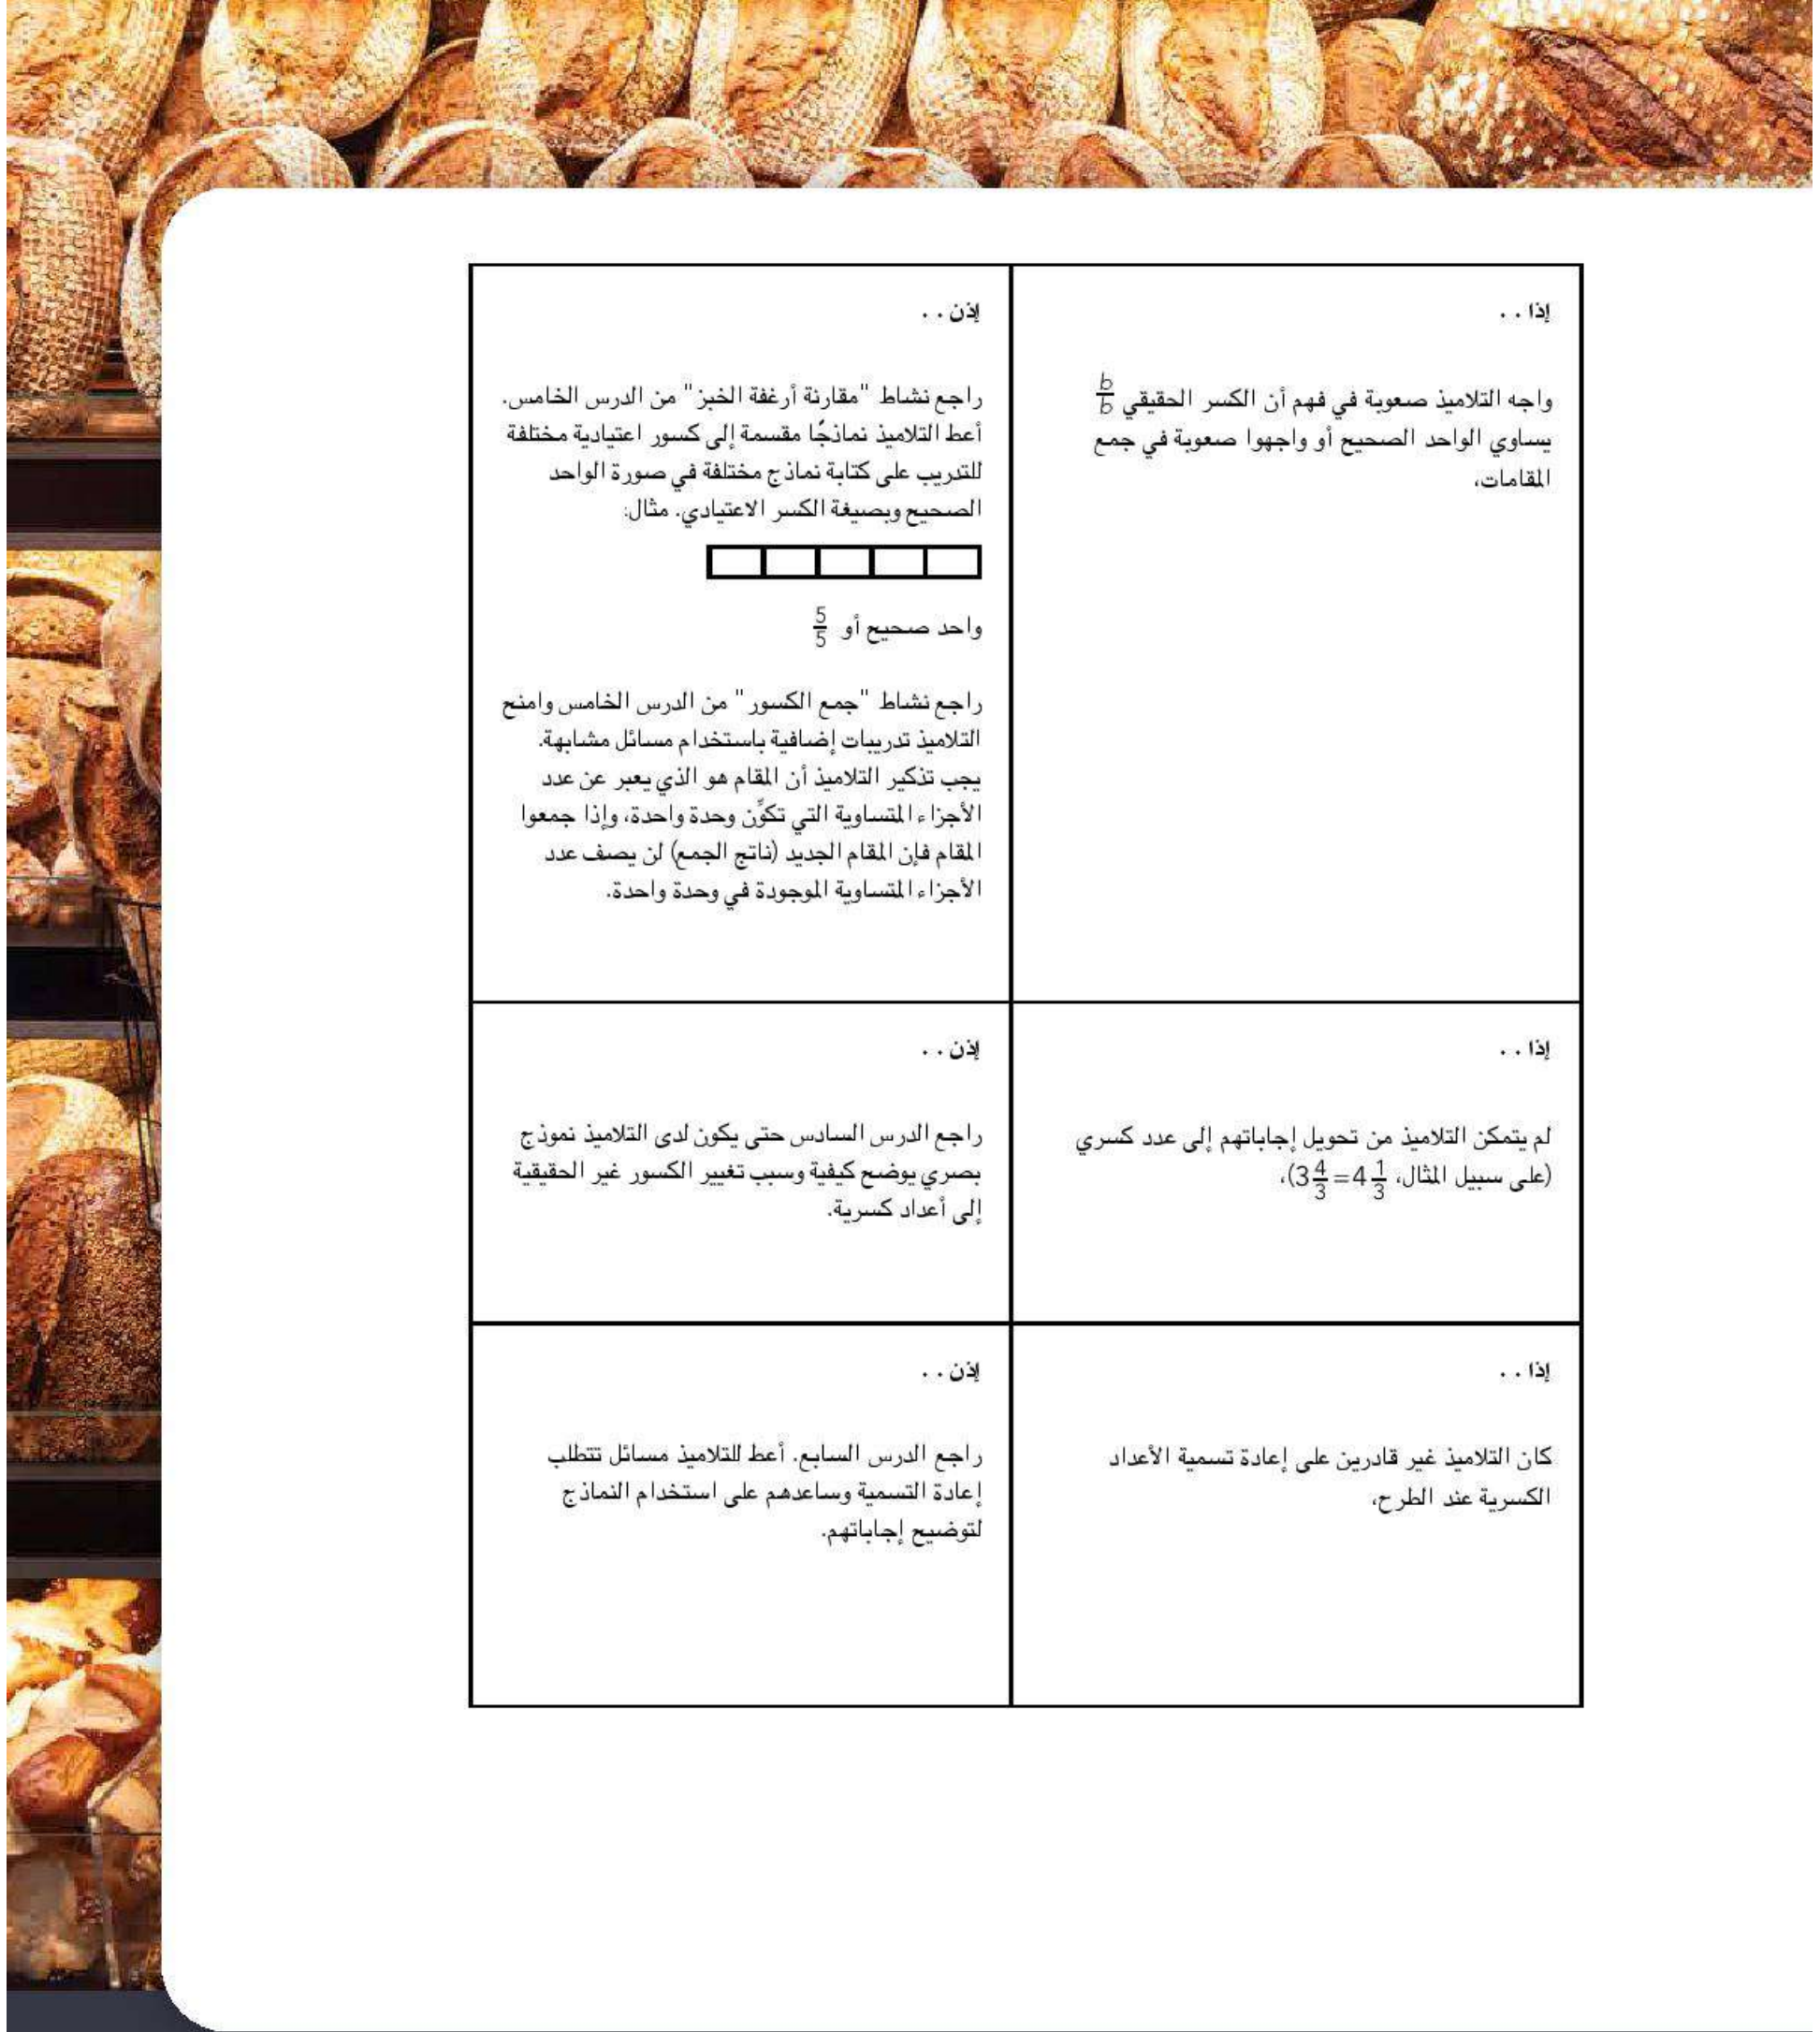 إذا . .
واجه التلاميذ صعوبة في فهم أن الكسر الحقيقي b/b
يساوي الواحد الصحيح أو واجهوا صعوبة في جمع
المقامات،
إذن . .
راجع نشاط "مقارنة أرغفة الخبز" من الدرس الخامس.
أعط التلاميذ نماذجًا مقسمة إلى كسور اعتيادية مختلفة
للتدريب على كتابة نماذج مختلفة في صورة الواحد
الصحيح وبصيغة الكسر الاعتيادي. مثال:
واحد صحيح أو 5/5
راجع نشاط "جمع الكسور" من الدرس الخامس وامنح
التلاميذ تدريبات إضافية باستخدام مسائل مشابهة.
يجب تذكير التلاميذ أن المقام هو الذي يعبر عن عدد
الأجزاء المتساوية التي تكوِّن وحدة واحدة، وإذا جمعوا
المقام فإن المقام الجديد (ناتج الجمع) لن يصف عدد
الأجزاء المتساوية الموجودة في وحدة واحدة.
إذا . .
لم يتمكن التلاميذ من تحويل إجاباتهم إلى عدد كسري
(على سبيل المثال، 3 4/3 = 4 1/3)،
إذن . .
راجع الدرس السادس حتى يكون لدى التلاميذ نموذج
بصري يوضح كيفية وسبب تغيير الكسور غير الحقيقية
إلى أعداد كسرية.
إذا . .
كان التلاميذ غير قادرين على إعادة تسمية الأعداد
الكسرية عند الطرح،
إذن . .
راجع الدرس السابع. أعط للتلاميذ مسائل تتطلب
إعادة التسمية وساعدهم على استخدام النماذج
لتوضيح إجاباتهم.